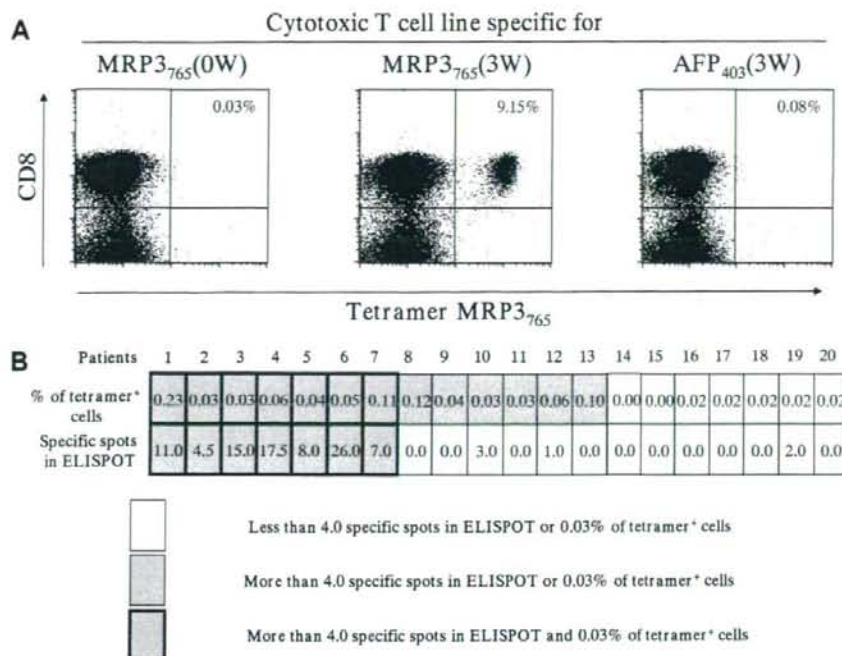 A
Cytotoxic T cell line specific for
MRP3765(0W) MRP3765(3W) AFP403(3W)
0.03% 9.15% 0.08%
CD8
Tetramer MRP3765
B
Patients 1 2 3 4 5 6 7 8 9 10 11 12 13 14 15 16 17 18 19 20
% of tetramer+ cells 0.23 0.03 0.03 0.06 0.04 0.05 0.11 0.12 0.04 0.03 0.03 0.06 0.10 0.00 0.00 0.02 0.02 0.02 0.02 0.02
Specific spots in ELISPOT 11.0 4.5 15.0 17.5 8.0 26.0 7.0 0.0 0.0 3.0 0.0 1.0 0.0 0.0 0.0 0.0 0.0 0.0 2.0 0.0
Less than 4.0 specific spots in ELISPOT or 0.03% of tetramer+ cells
More than 4.0 specific spots in ELISPOT or 0.03% of tetramer+ cells
More than 4.0 specific spots in ELISPOT and 0.03% of tetramer+ cells